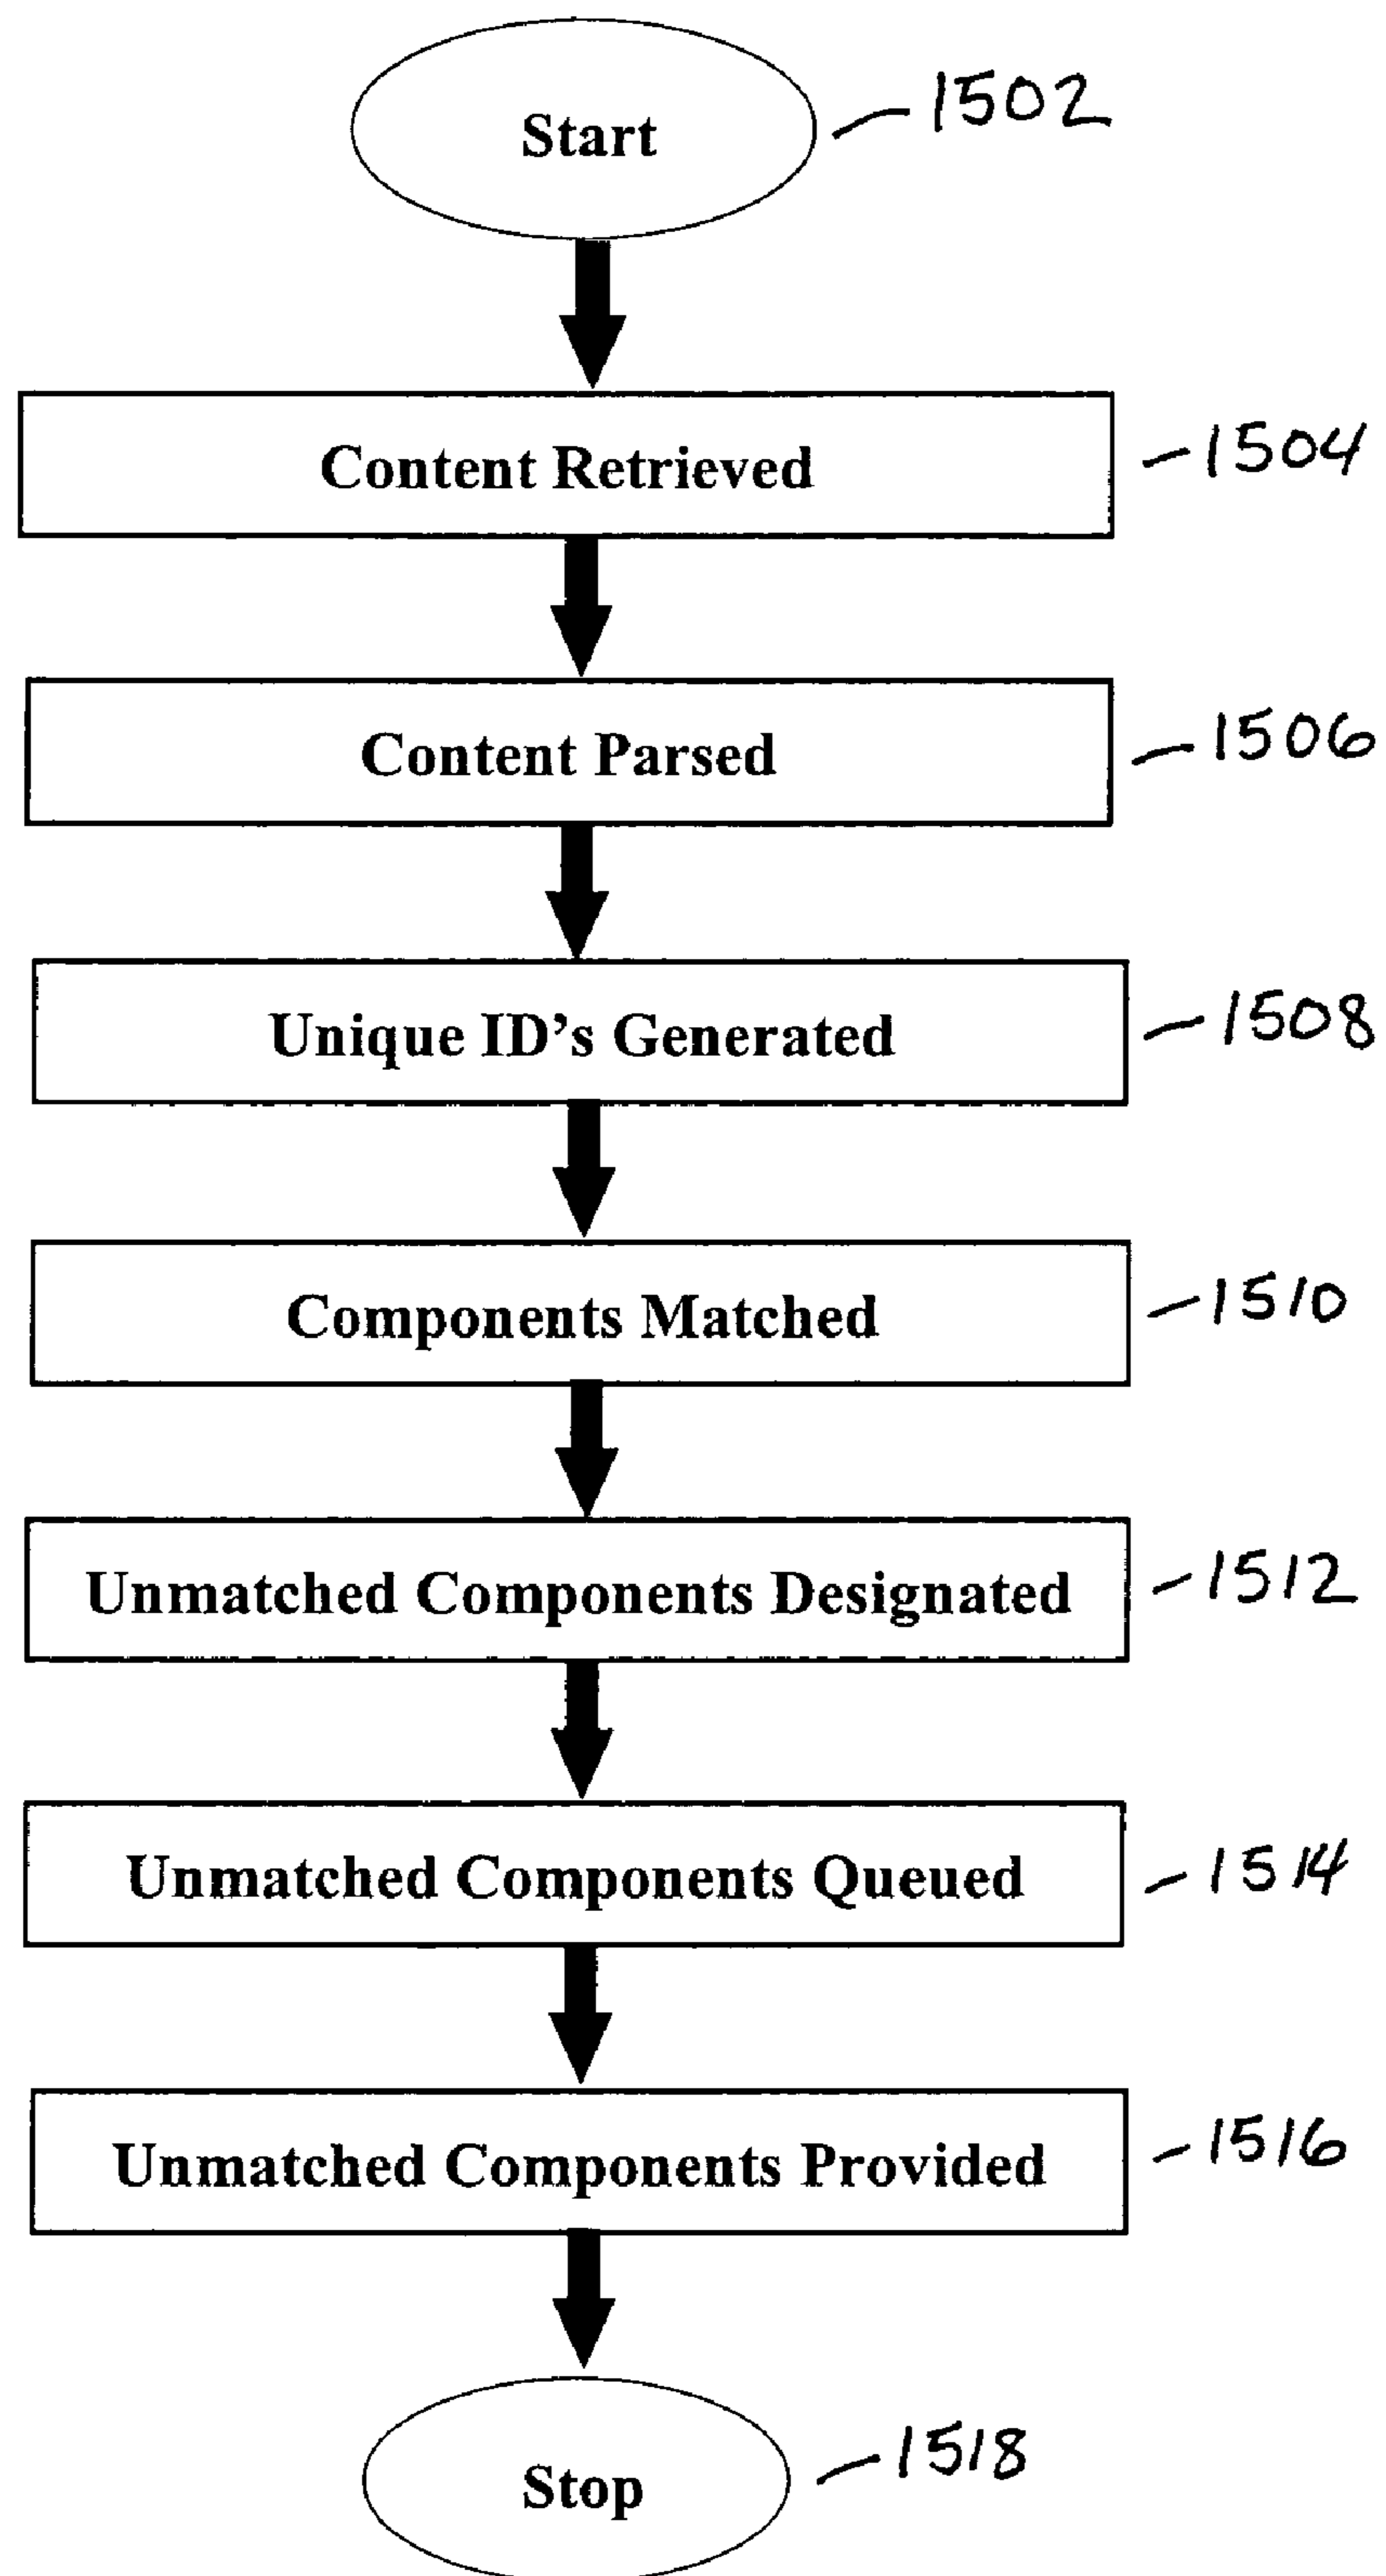 Start
1502
Content Retrieved
1504
Content Parsed
1506
Unique ID's Generated
1508
Components Matched
1510
Unmatched Components Designated
1512
Unmatched Components Queued
1514
Unmatched Components Provided
1516
Stop
1518